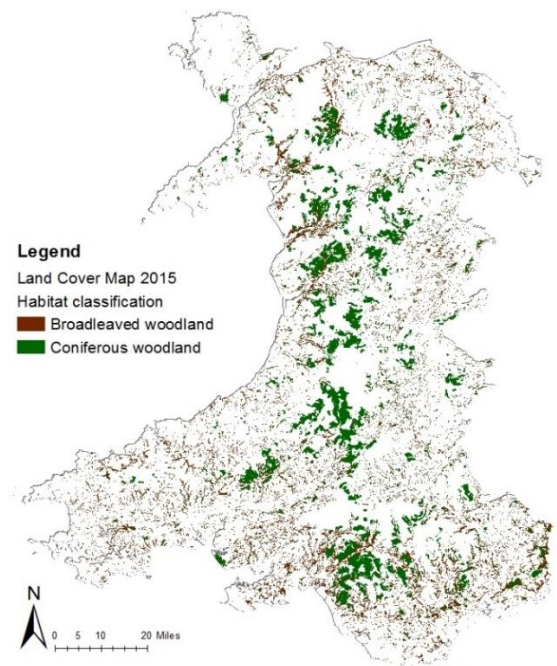 Legend
Land Cover Map 2015
Habitat classification
Broadleaved woodland
Coniferous woodland
N
0 5 10 20 Miles